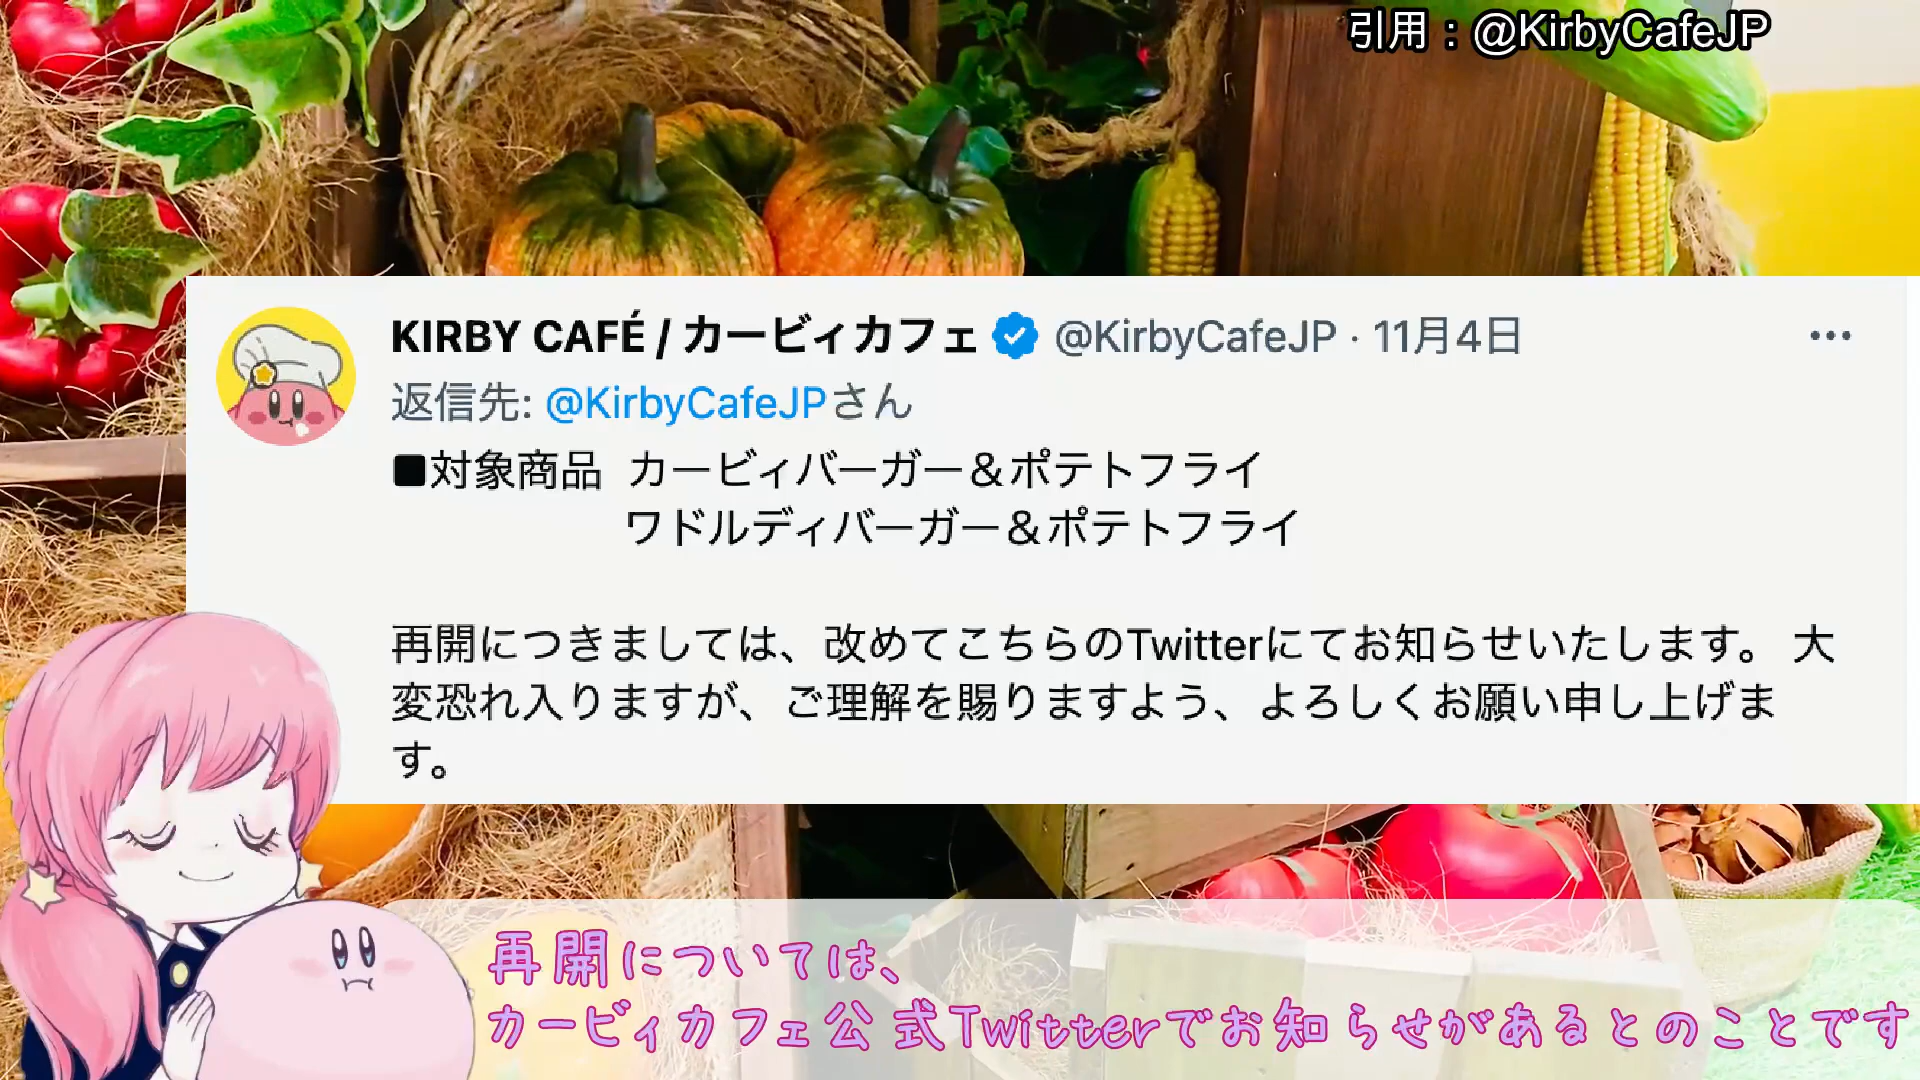 引用：@KirbyCafeJP
KIRBY CAFÉ / カービィカフェ @KirbyCafeJP · 11月4日
返信先: @KirbyCafeJPさん
■対象商品 カービィバーガー＆ポテトフライ
ワドルディバーガー＆ポテトフライ
再開につきましては、改めてこちらのTwitterにてお知らせいたします。 大
変恐れ入りますが、ご理解を賜りますよう、よろしくお願い申し上げま
す。
再開については、
カービィカフェ公式Twitterでお知らせがあるとのことです